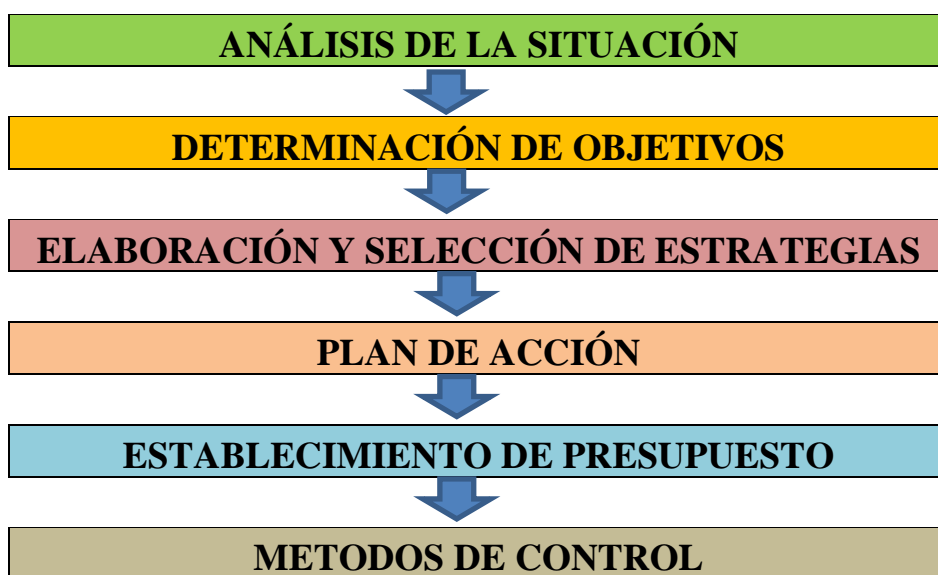 ANÁLISIS DE LA SITUACIÓN
DETERMINACIÓN DE OBJETIVOS
ELABORACIÓN Y SELECCIÓN DE ESTRATEGIAS
PLAN DE ACCIÓN
ESTABLECIMIENTO DE PRESUPUESTO
METODOS DE CONTROL